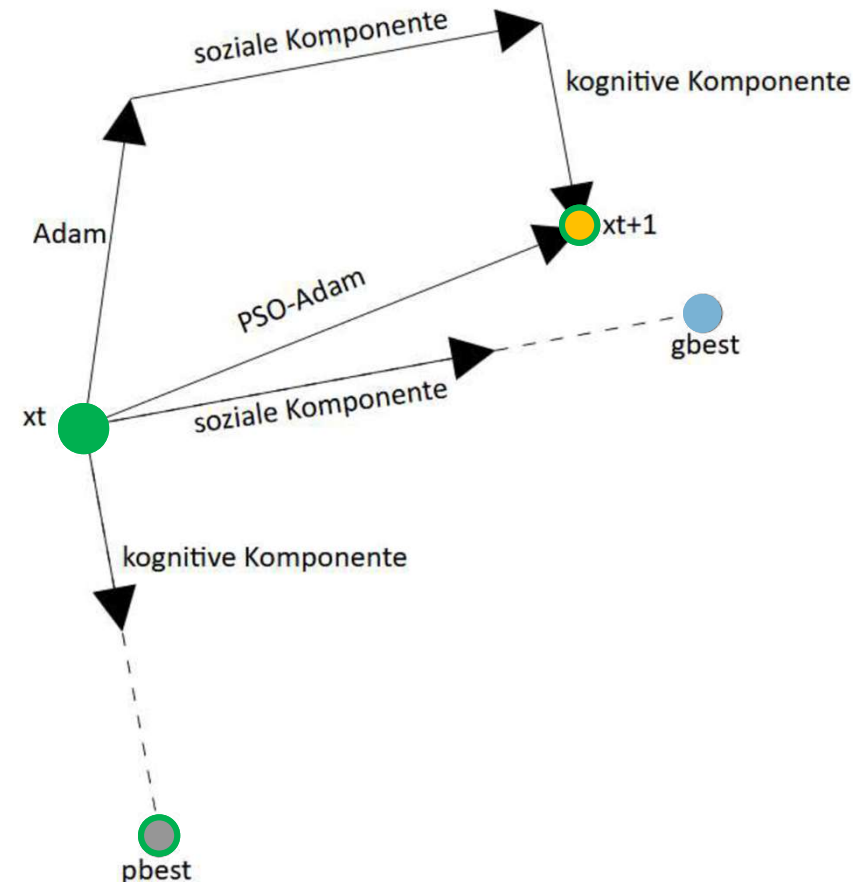 soziale Komponente
kognitive Komponente
Adam
xt+1
PSO-Adam
gbest
xt
soziale Komponente
kognitive Komponente
pbest